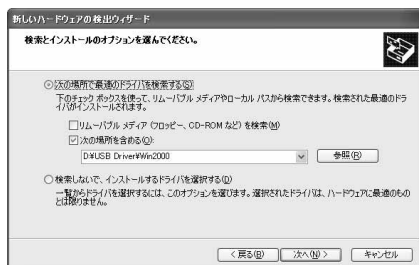 新しいハードウェアの検出ウィザード
検索とインストールのオプションを選んでください。
次の場所で最適のドライバを検索する(S)
下のチェック ボックスを使って、リムーバブル メディアやローカル パスから検索できます。検索された最適のドラ
イバがインストールされます。
リムーバブル メディア (フロッピー、CD-ROM など) を検索(M)
次の場所を含める(O):
D:¥USB Driver¥Win2000
参照(R)
検索しないで、インストールするドライバを選択する(D)
一覧からドライバを選択するには、このオプションを選びます。選択されたドライバは、ハードウェアに最適のもの
とは限りません。
< 戻る(B) 次へ(N) > キャンセル